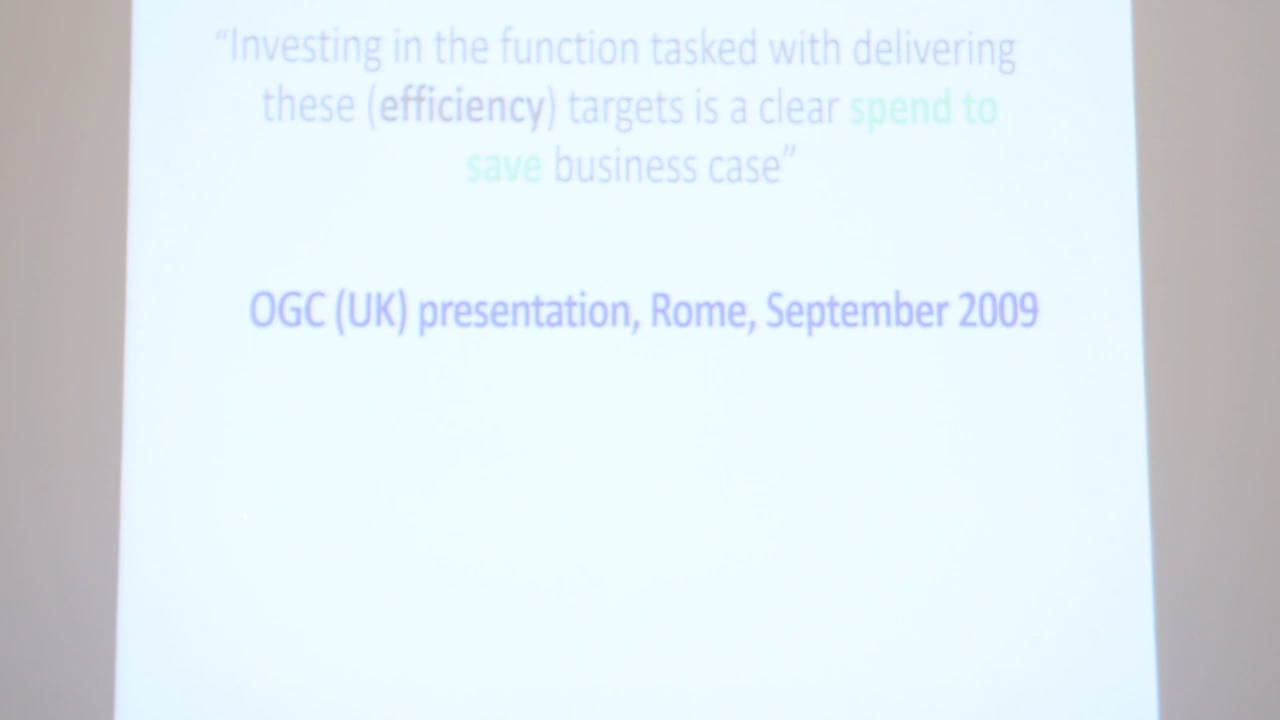 “Investing in the function tasked with delivering
these (efficiency) targets is a clear spend to
save business case”
OGC (UK) presentation, Rome, September 2009